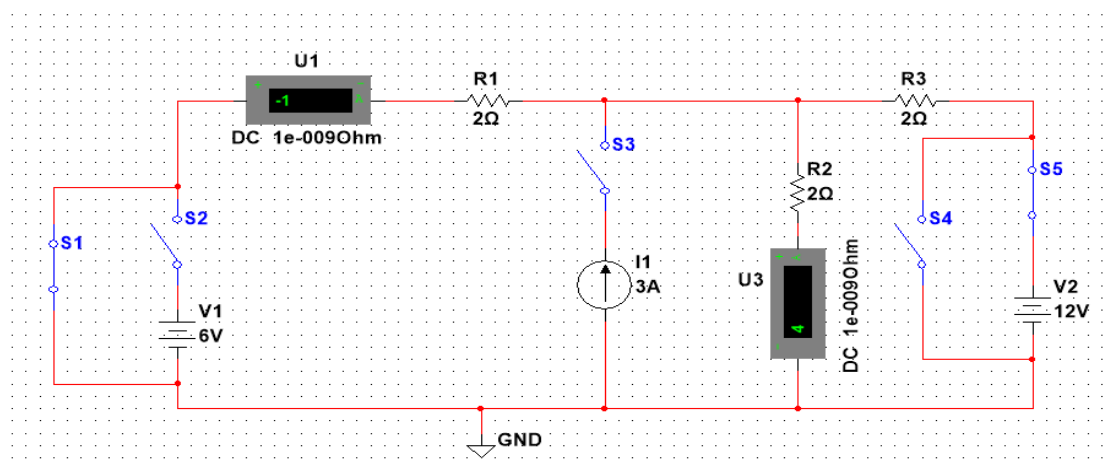 U1
-1
DC 1e-009Ohm
R1
2Ω
R3
2Ω
S3
S5
R2
2Ω
S1
S2
S4
I1
3A
U3
4
DC 1e-009Ohm
V1
6V
V2
12V
GND